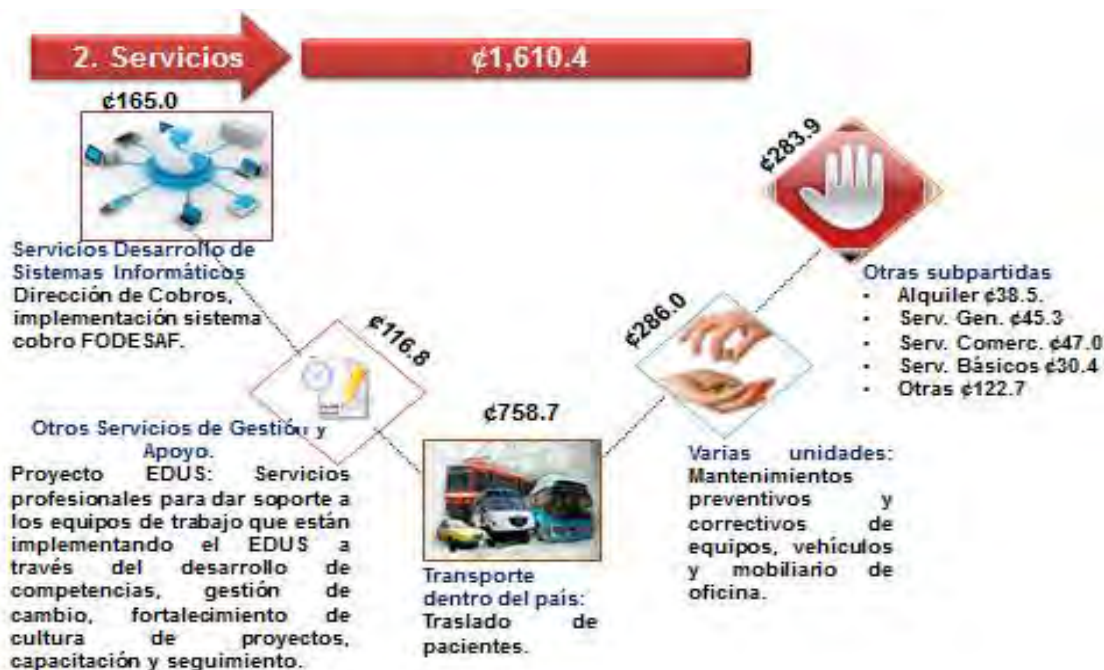 2. Servicios
¢1,610.4
¢165.0
Servicios Desarrollo de
Sistemas Informáticos
Dirección de Cobros,
implementación sistema
cobro FODESAF.
¢116.8
Otros Servicios de Gestión y
Apoyo.
Proyecto EDUS: Servicios
profesionales para dar soporte a
los equipos de trabajo que están
implementando el EDUS a
través del desarrollo de
competencias, gestión de
cambio, fortalecimiento de
cultura de proyectos,
capacitación y seguimiento.
¢758.7
Transporte
dentro del país:
Traslado de
pacientes.
¢286.0
Varias unidades:
Mantenimientos
preventivos y
correctivos de
equipos, vehículos
y mobiliario de
oficina.
¢283.9
Otras subpartidas
• Alquiler ¢38.5.
• Serv. Gen. ¢45.3
• Serv. Comerc. ¢47.0
• Serv. Básicos ¢30.4
• Otras ¢122.7